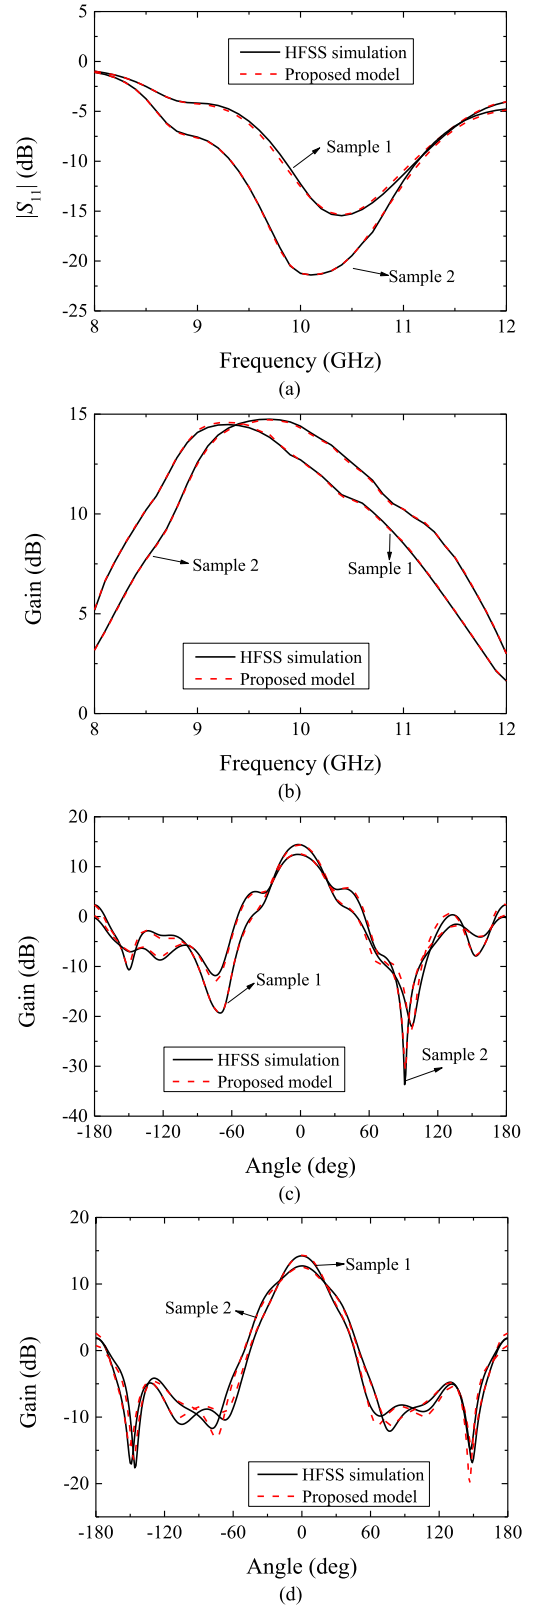 5
0
-5
-10
-15
-20
-25
|S11| (dB)
HFSS simulation
Proposed model
Sample 1
Sample 2
8 9 10 11 12
Frequency (GHz)
(a)
15
10
5
0
Gain (dB)
Sample 2
Sample 1
HFSS simulation
Proposed model
8 9 10 11 12
Frequency (GHz)
(b)
20
10
0
-10
-20
-30
-40
Gain (dB)
Sample 1
Sample 2
HFSS simulation
Proposed model
-180 -120 -60 0 60 120 180
Angle (deg)
(c)
20
10
0
-10
-20
Gain (dB)
Sample 1
Sample 2
HFSS simulation
Proposed model
-180 -120 -60 0 60 120 180
Angle (deg)
(d)